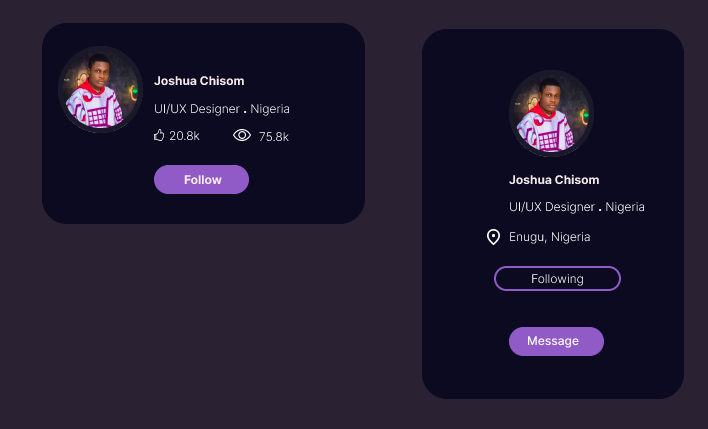 Joshua Chisom
UI/UX Designer . Nigeria
20.8k 75.8k
Follow
Joshua Chisom
UI/UX Designer . Nigeria
Enugu, Nigeria
Following
Message